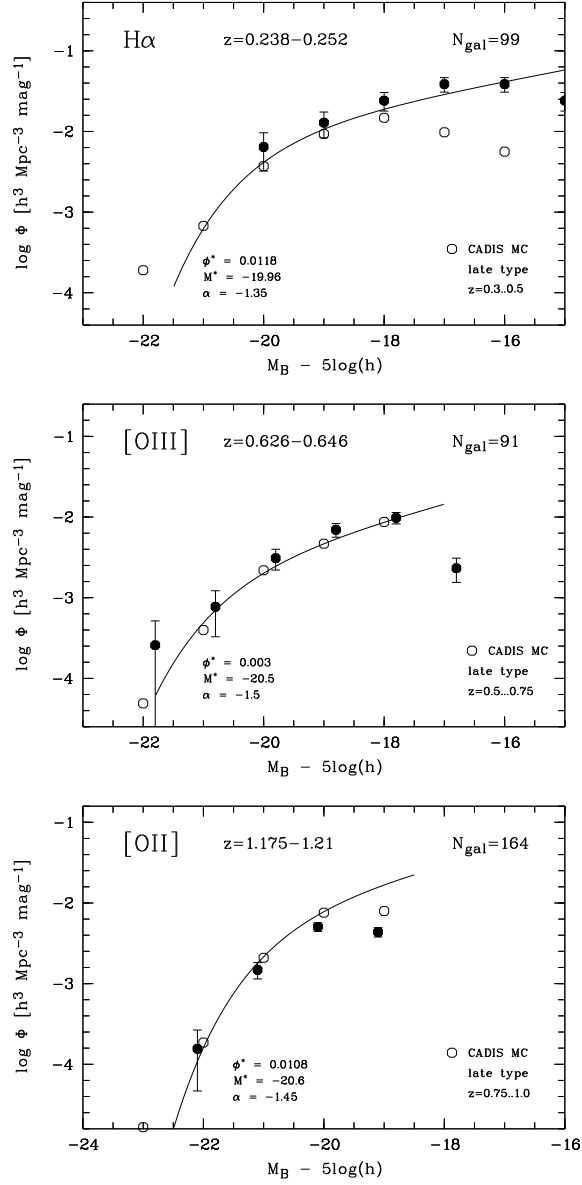 Hα z=0.238−0.252 N_gal=99
−1
−2
−3
−4
log Φ [h³ Mpc⁻³ mag⁻¹]
ϕ* = 0.0118
M* = −19.96
α = −1.35
CADIS MC
late type
z=0.3..0.5
−22 −20 −18 −16
M_B − 5log(h)
[OIII] z=0.626−0.646 N_gal=91
−1
−2
−3
−4
log Φ [h³ Mpc⁻³ mag⁻¹]
ϕ* = 0.003
M* = −20.5
α = −1.5
CADIS MC
late type
z=0.5...0.75
−22 −20 −18 −16
M_B − 5log(h)
[OII] z=1.175−1.21 N_gal=164
−1
−2
−3
−4
log Φ [h³ Mpc⁻³ mag⁻¹]
ϕ* = 0.0108
M* = −20.6
α = −1.45
CADIS MC
late type
z=0.75..1.0
−24 −22 −20 −18 −16
M_B − 5log(h)